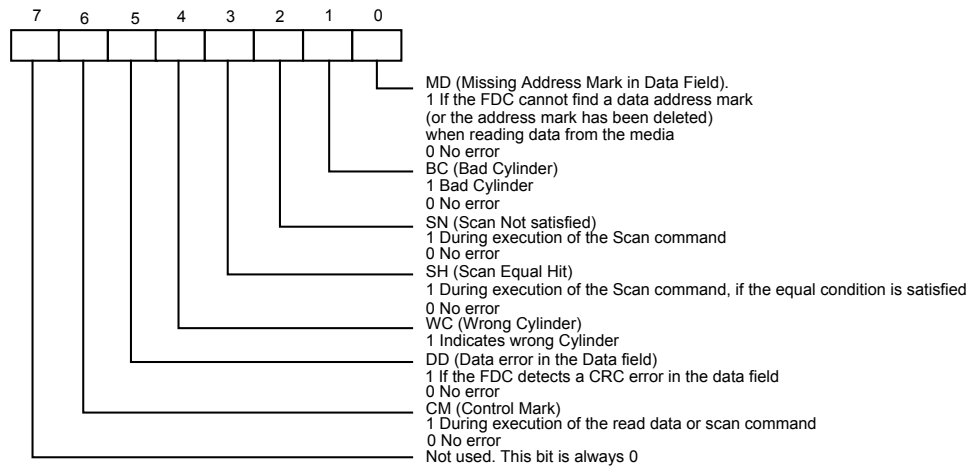 7 6 5 4 3 2 1 0
MD (Missing Address Mark in Data Field).
1 If the FDC cannot find a data address mark
(or the address mark has been deleted)
when reading data from the media
0 No error
BC (Bad Cylinder)
1 Bad Cylinder
0 No error
SN (Scan Not satisfied)
1 During execution of the Scan command
0 No error
SH (Scan Equal Hit)
1 During execution of the Scan command, if the equal condition is satisfied
0 No error
WC (Wrong Cylinder)
1 Indicates wrong Cylinder
DD (Data error in the Data field)
1 If the FDC detects a CRC error in the data field
0 No error
CM (Control Mark)
1 During execution of the read data or scan command
0 No error
Not used. This bit is always 0